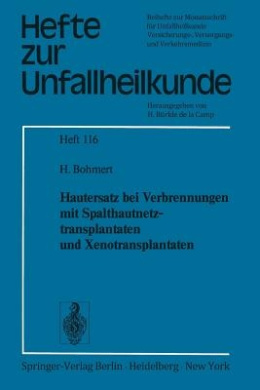 Hefte
zur
Unfallheilkunde
Beihefte zur Monatsschrift
für Unfallheilkunde
Versicherungs-, Versorgungs-
und Verkehrsmedizin
Herausgegeben von
H. Bürkle de la Camp
Heft 116
H. Bohmert
Hautersatz bei Verbrennungen
mit Spalthautnetz-
transplantaten
und Xenotransplantaten
Springer-Verlag Berlin · Heidelberg · New York